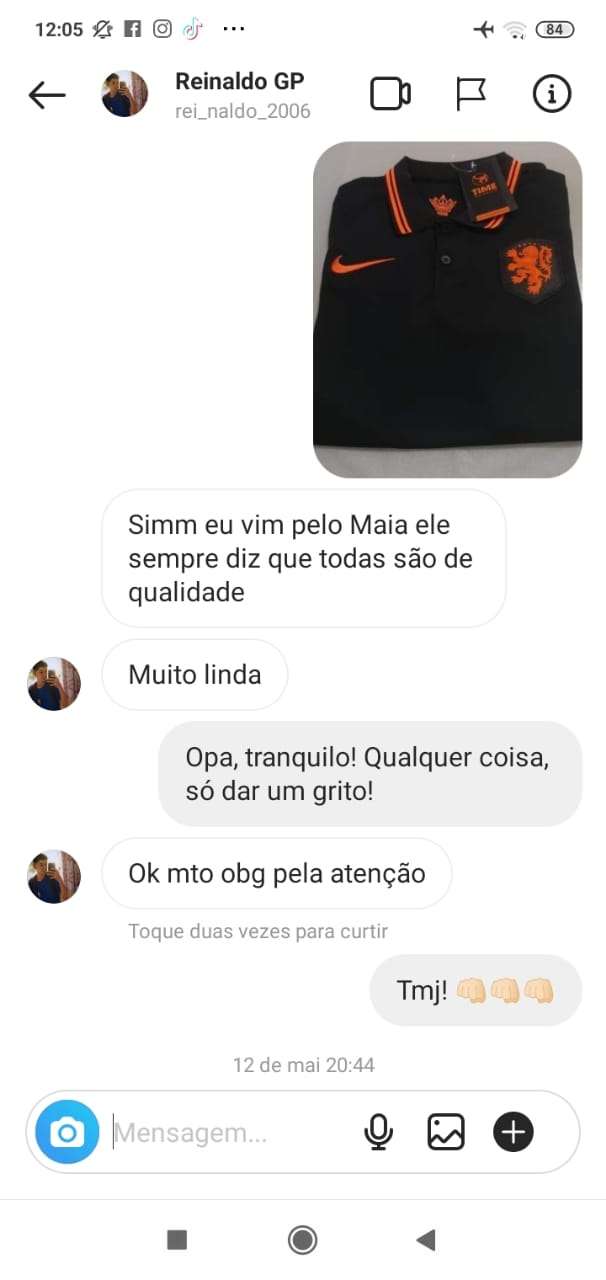 12:05
84
Reinaldo GP
rei_naldo_2006
TIME
Simm eu vim pelo Maia ele
sempre diz que todas são de
qualidade
Muito linda
Opa, tranquilo! Qualquer coisa,
só dar um grito!
Ok mto obg pela atenção
Toque duas vezes para curtir
Tmj! 👊🏻👊🏻👊🏻
12 de mai 20:44
Mensagem...